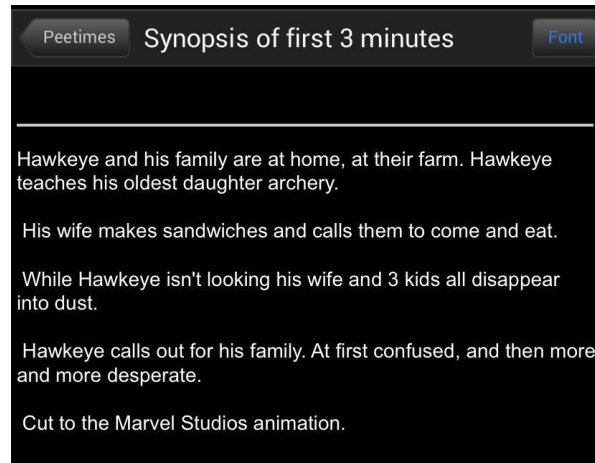 Peetimes
Synopsis of first 3 minutes
Font
Hawkeye and his family are at home, at their farm. Hawkeye
teaches his oldest daughter archery.
His wife makes sandwiches and calls them to come and eat.
While Hawkeye isn't looking his wife and 3 kids all disappear
into dust.
Hawkeye calls out for his family. At first confused, and then more
and more desperate.
Cut to the Marvel Studios animation.